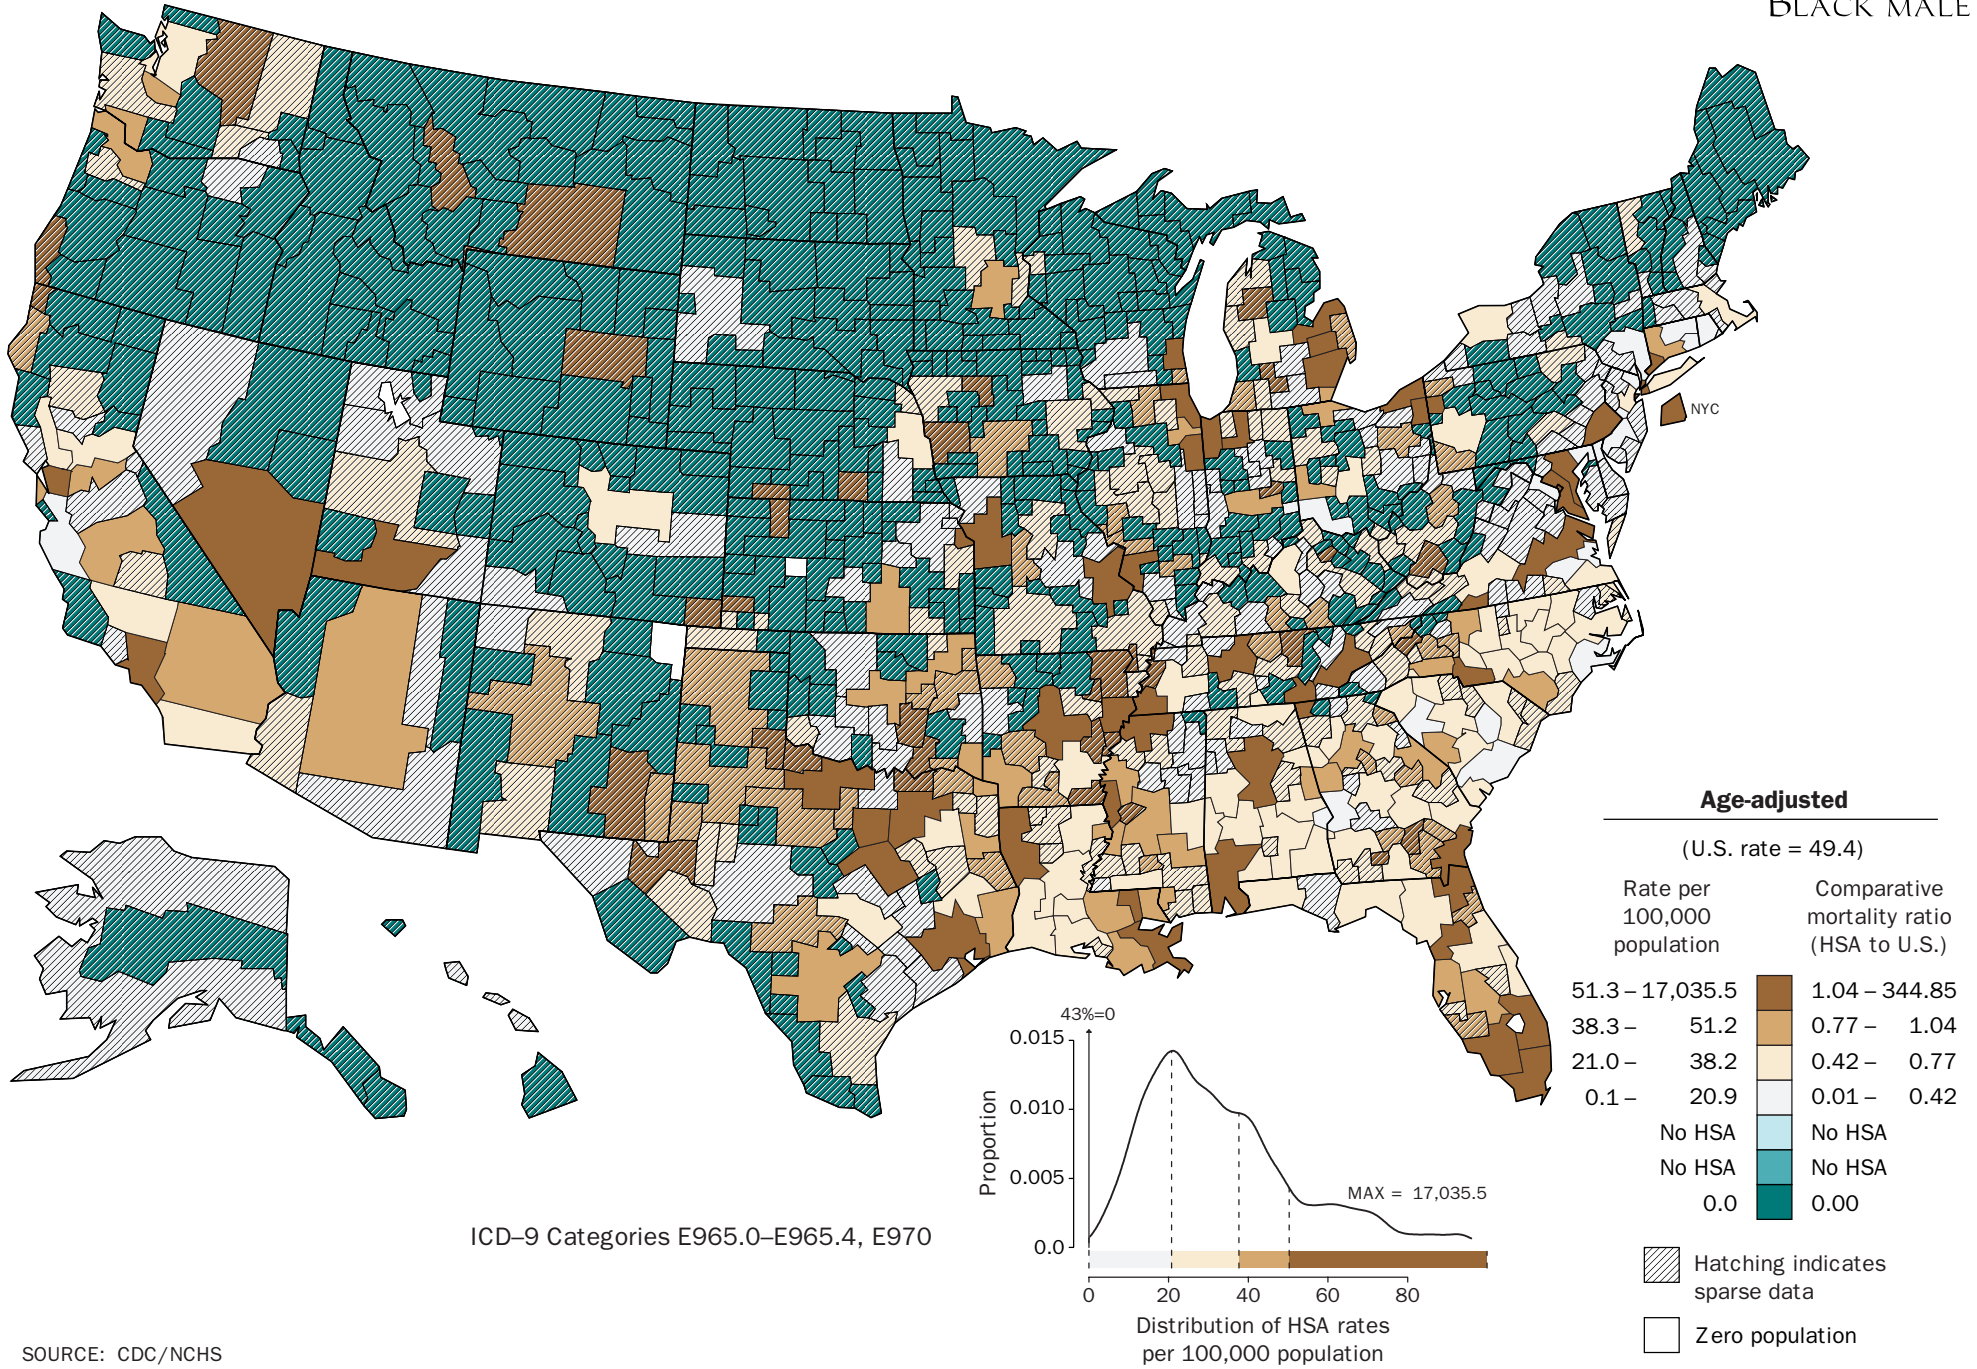 BLACK MALE
NYC
Age-adjusted
(U.S. rate = 49.4)
Rate per
100,000
population
Comparative
mortality ratio
(HSA to U.S.)
51.3 – 17,035.5 1.04 – 344.85
38.3 – 51.2 0.77 – 1.04
21.0 – 38.2 0.42 – 0.77
0.1 – 20.9 0.01 – 0.42
No HSA No HSA
No HSA No HSA
0.0 0.00
Hatching indicates
sparse data
Zero population
43%=0
0.015
0.010
0.005
0.0
Proportion
MAX = 17,035.5
0 20 40 60 80
Distribution of HSA rates
per 100,000 population
ICD–9 Categories E965.0–E965.4, E970
SOURCE: CDC/NCHS